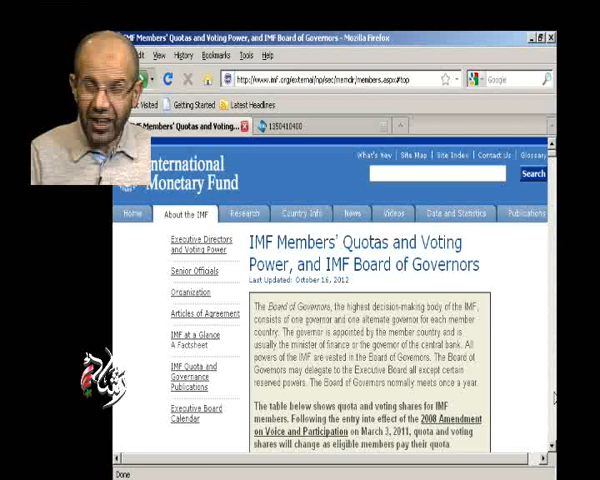 IMF Members' Quotas and Voting Power, and IMF Board of Governors - Mozilla Firefox
dit View History Bookmarks Tools Help
http://www.imf.org/external/np/sec/memdir/members.aspx#top
Google
Visited Getting Started Latest Headlines
F Members' Quotas and Voting... 1350410400
What's New Site Map Site Index Contact Us Glossary
International
Monetary Fund
Search
Home About the IMF Research Country Info News Videos Data and Statistics Publications
Executive Directors
and Voting Power
Senior Officials
Organization
Articles of Agreement
IMF at a Glance
A Factsheet
IMF Quota and
Governance
Publications
Executive Board
Calendar
IMF Members' Quotas and Voting
Power, and IMF Board of Governors
Last Updated: October 16, 2012
The Board of Governors, the highest decision-making body of the IMF,
consists of one governor and one alternate governor for each member
country. The governor is appointed by the member country and is
usually the minister of finance or the governor of the central bank. All
powers of the IMF are vested in the Board of Governors. The Board of
Governors may delegate to the Executive Board all except certain
reserved powers. The Board of Governors normally meets once a year.
The table below shows quota and voting shares for IMF
members. Following the entry into effect of the 2008 Amendment
on Voice and Participation on March 3, 2011, quota and voting
shares will change as eligible members pay their quota
رشاد
Done